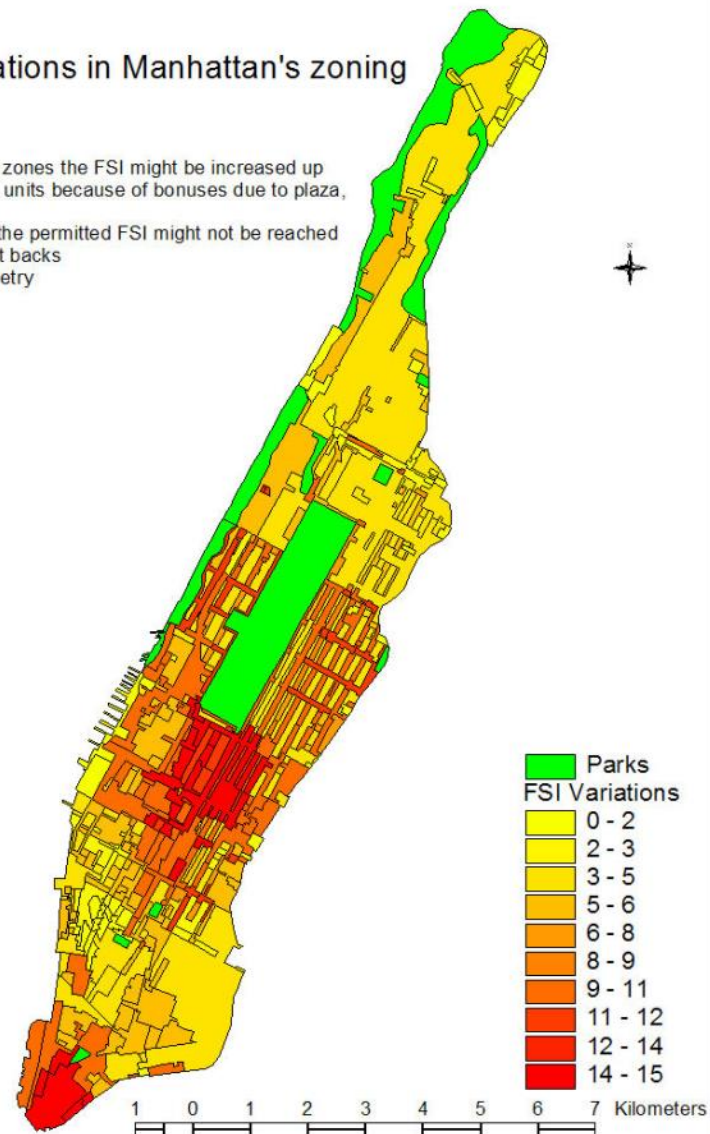 ations in Manhattan's zoning
zones the FSI might be increased up
units because of bonuses due to plaza,
the permitted FSI might not be reached
t backs
etry
N
Parks
FSI Variations
0 - 2
2 - 3
3 - 5
5 - 6
6 - 8
8 - 9
9 - 11
11 - 12
12 - 14
14 - 15
1 0 1 2 3 4 5 6 7 Kilometers